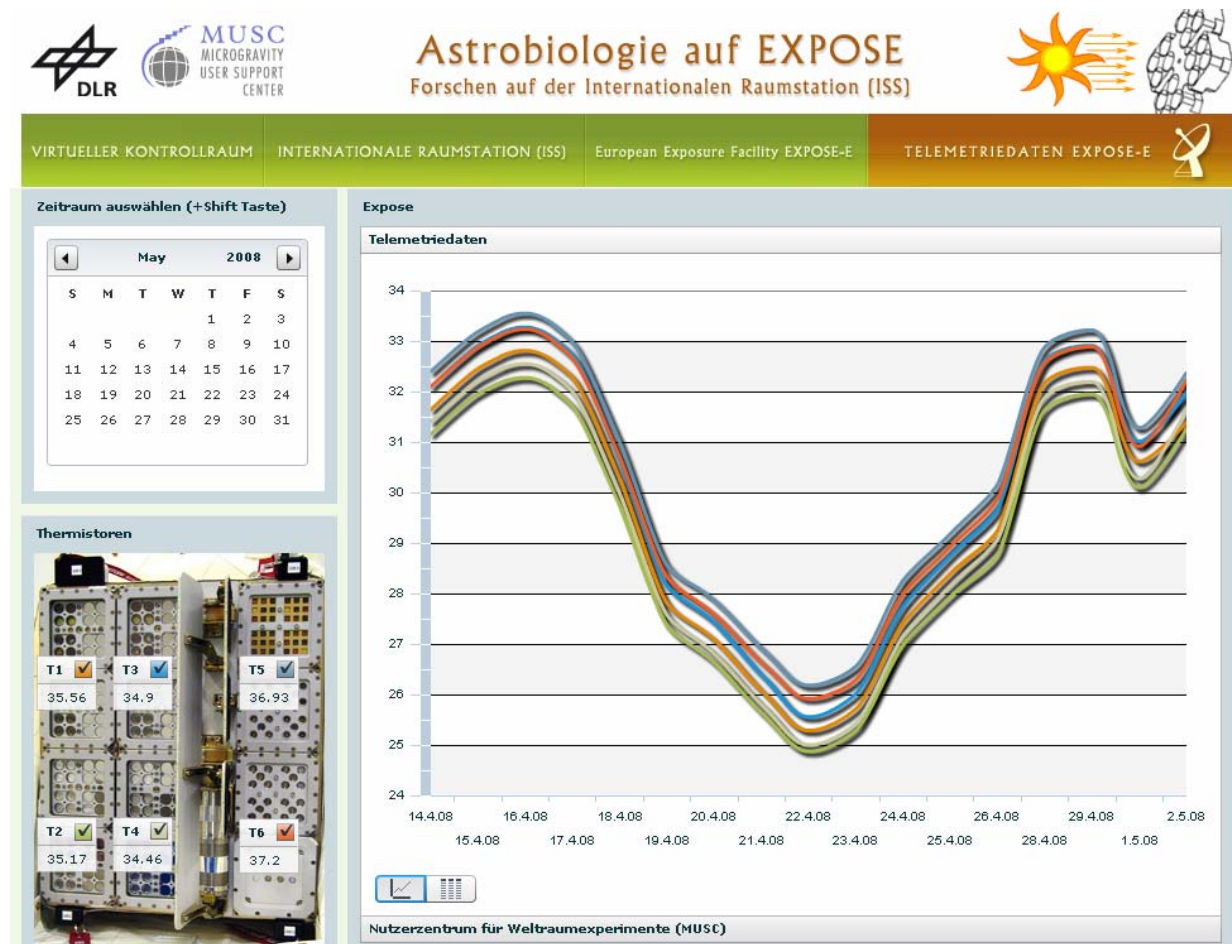 DLR
MUSC
MICROGRAVITY
USER SUPPORT
CENTER
Astrobiologie auf EXPOSE
Forschen auf der Internationalen Raumstation (ISS)
VIRTUELLER KONTROLLRAUM
INTERNATIONALE RAUMSTATION (ISS)
European Exposure Facility EXPOSE-E
TELEMETRIEDATEN EXPOSE-E
Zeitraum auswählen (+Shift Taste)
May 2008
S M T W T F S
1 2 3
4 5 6 7 8 9 10
11 12 13 14 15 16 17
18 19 20 21 22 23 24
25 26 27 28 29 30 31
Thermistoren
T1 T3 T5
35.56 34.9 36.93
T2 T4 T6
35.17 34.46 37.2
Expose
Telemetriedaten
34
33
32
31
30
29
28
27
26
25
24
14.4.08 16.4.08 18.4.08 20.4.08 22.4.08 24.4.08 26.4.08 29.4.08 2.5.08
15.4.08 17.4.08 19.4.08 21.4.08 23.4.08 25.4.08 28.4.08 1.5.08
Nutzerzentrum für Weltraumexperimente (MUSC)